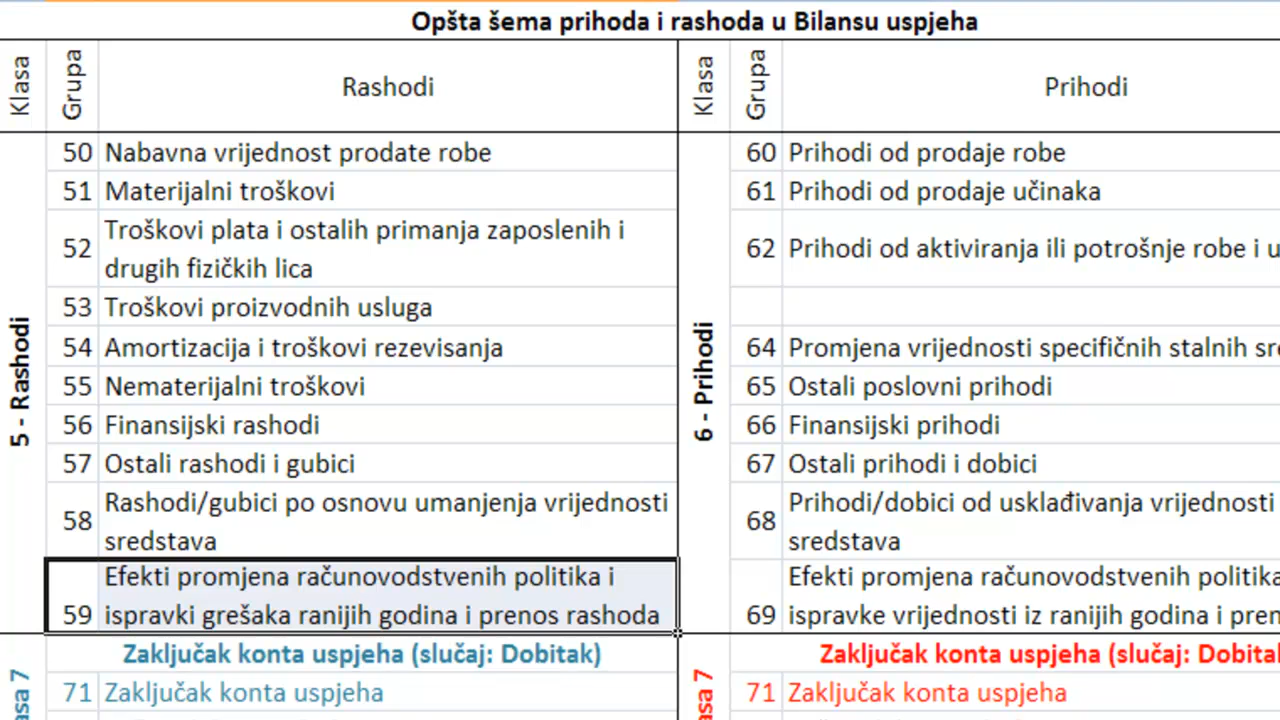 Opšta šema prihoda i rashoda u Bilansu uspjeha
Klasa
Grupa
Rashodi
Klasa
Grupa
Prihodi
5 - Rashodi
50 Nabavna vrijednost prodate robe
51 Materijalni troškovi
52 Troškovi plata i ostalih primanja zaposlenih i
drugih fizičkih lica
53 Troškovi proizvodnih usluga
54 Amortizacija i troškovi rezevisanja
55 Nematerijalni troškovi
56 Finansijski rashodi
57 Ostali rashodi i gubici
58 Rashodi/gubici po osnovu umanjenja vrijednosti
sredstava
59 Efekti promjena računovodstvenih politika i
ispravki grešaka ranijih godina i prenos rashoda
6 - Prihodi
60 Prihodi od prodaje robe
61 Prihodi od prodaje učinaka
62 Prihodi od aktiviranja ili potrošnje robe i
64 Promjena vrijednosti specifičnih stalnih
65 Ostali poslovni prihodi
66 Finansijski prihodi
67 Ostali prihodi i dobici
68 Prihodi/dobici od usklađivanja vrijednosti
sredstava
69 Efekti promjena računovodstvenih politika
ispravke vrijednosti iz ranijih godina i
Zaključak konta uspjeha (slučaj: Dobitak)
71 Zaključak konta uspjeha
Zaključak konta uspjeha (slučaj:
71 Zaključak konta uspjeha